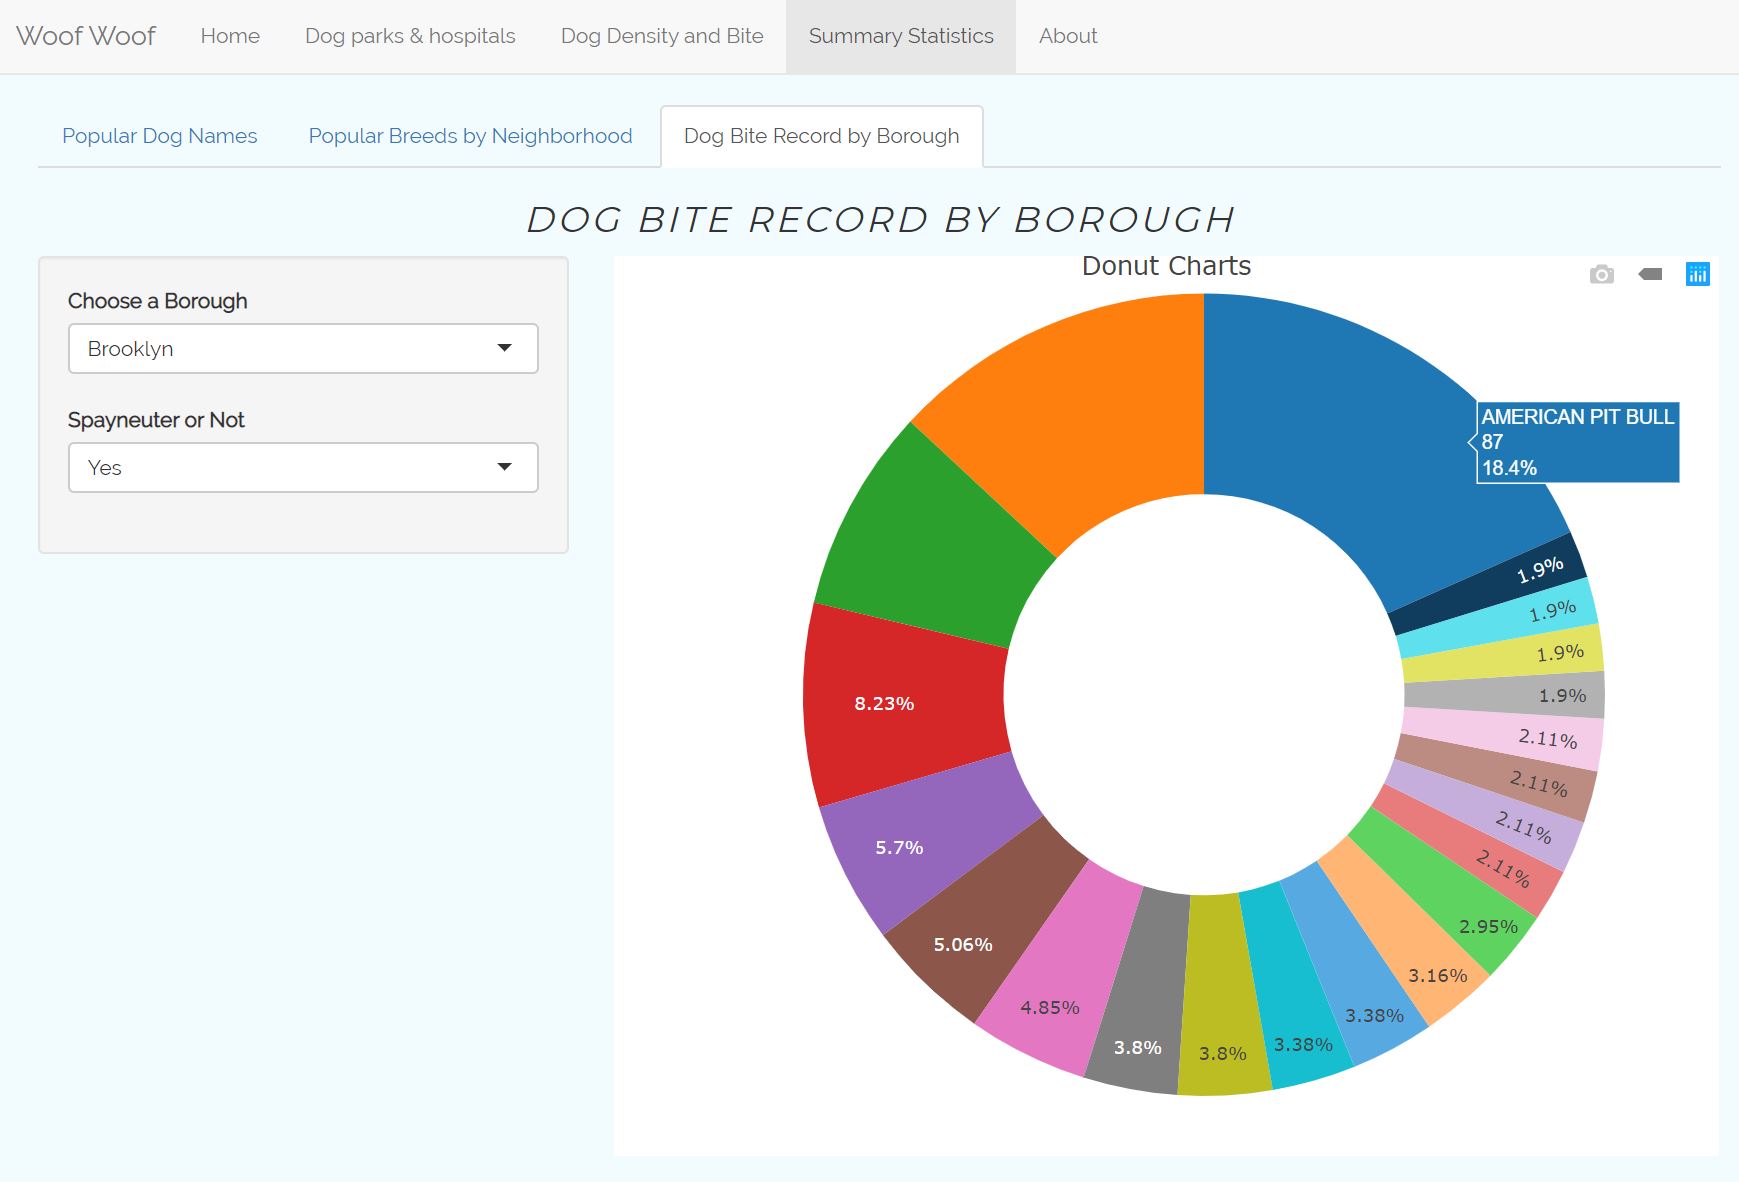 Woof Woof Home Dog parks & hospitals Dog Density and Bite Summary Statistics About
Popular Dog Names Popular Breeds by Neighborhood Dog Bite Record by Borough
DOG BITE RECORD BY BOROUGH
Choose a Borough
Brooklyn
Spayneuter or Not
Yes
Donut Charts
AMERICAN PIT BULL
87
18.4%
1.9%
1.9%
1.9%
1.9%
2.11%
2.11%
2.11%
2.11%
2.95%
3.16%
3.38%
3.38%
3.8%
3.8%
4.85%
5.06%
5.7%
8.23%